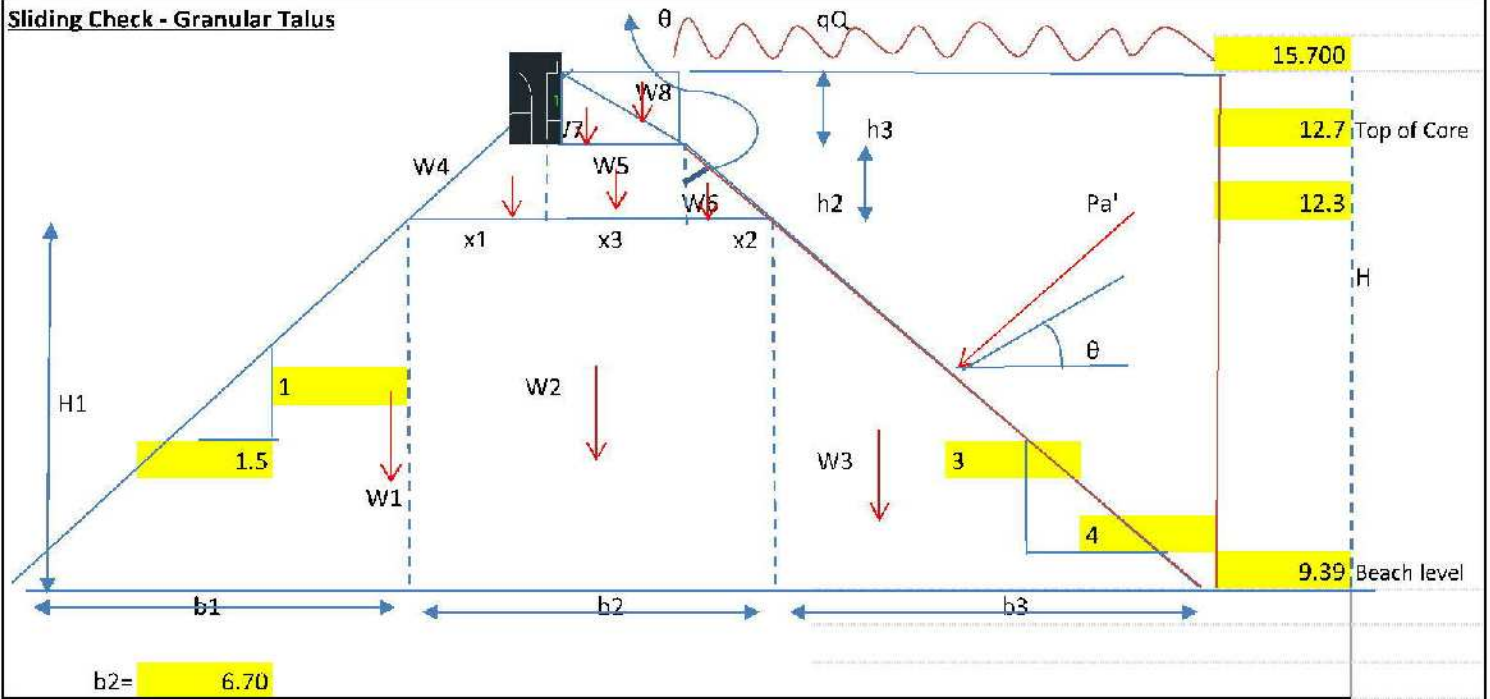 Sliding Check - Granular Talus
θ qQ
15.700
W8
1
h3
12.7 Top of Core
W7
W4 W5
W6 h2 Pa' 12.3
x1 x3 x2
H
θ
1 W2
H1
1.5 W3 3
W1
4
9.39 Beach level
b1 b2 b3
b2= 6.70